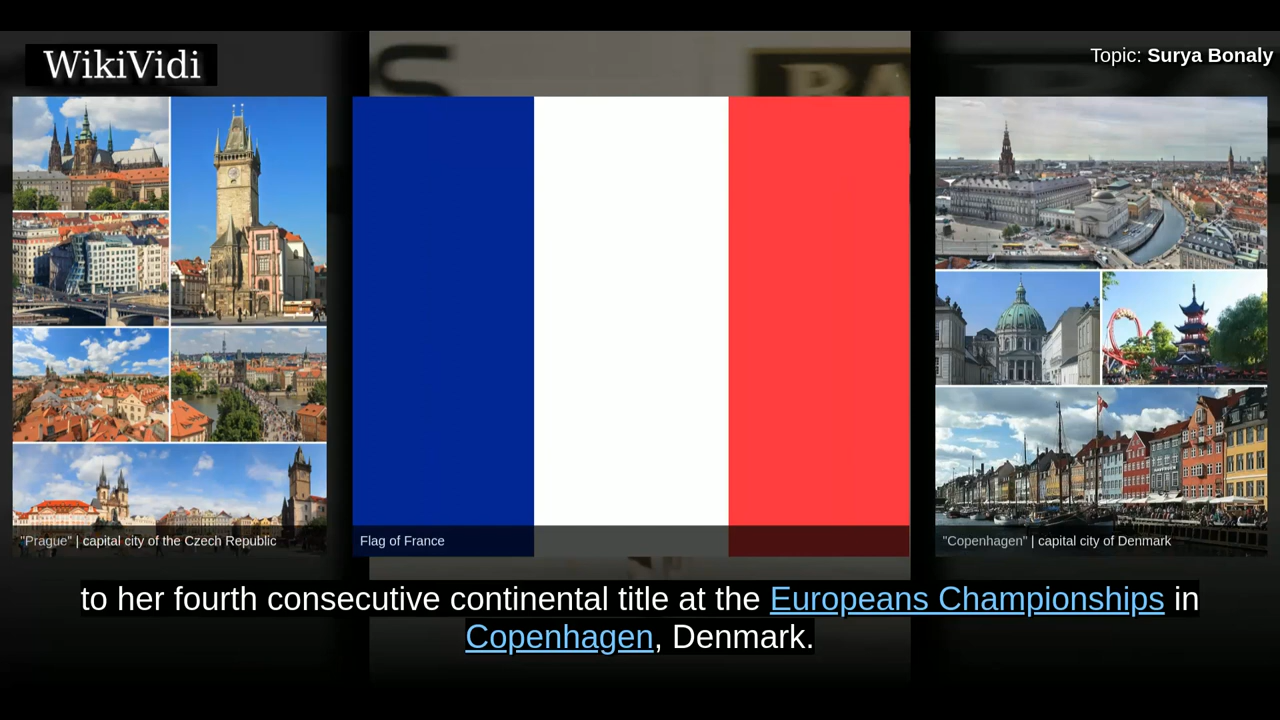 WikiVidi
Topic: Surya Bonaly
"Prague" | capital city of the Czech Republic
Flag of France
"Copenhagen" | capital city of Denmark
to her fourth consecutive continental title at the Europeans Championships in
Copenhagen, Denmark.